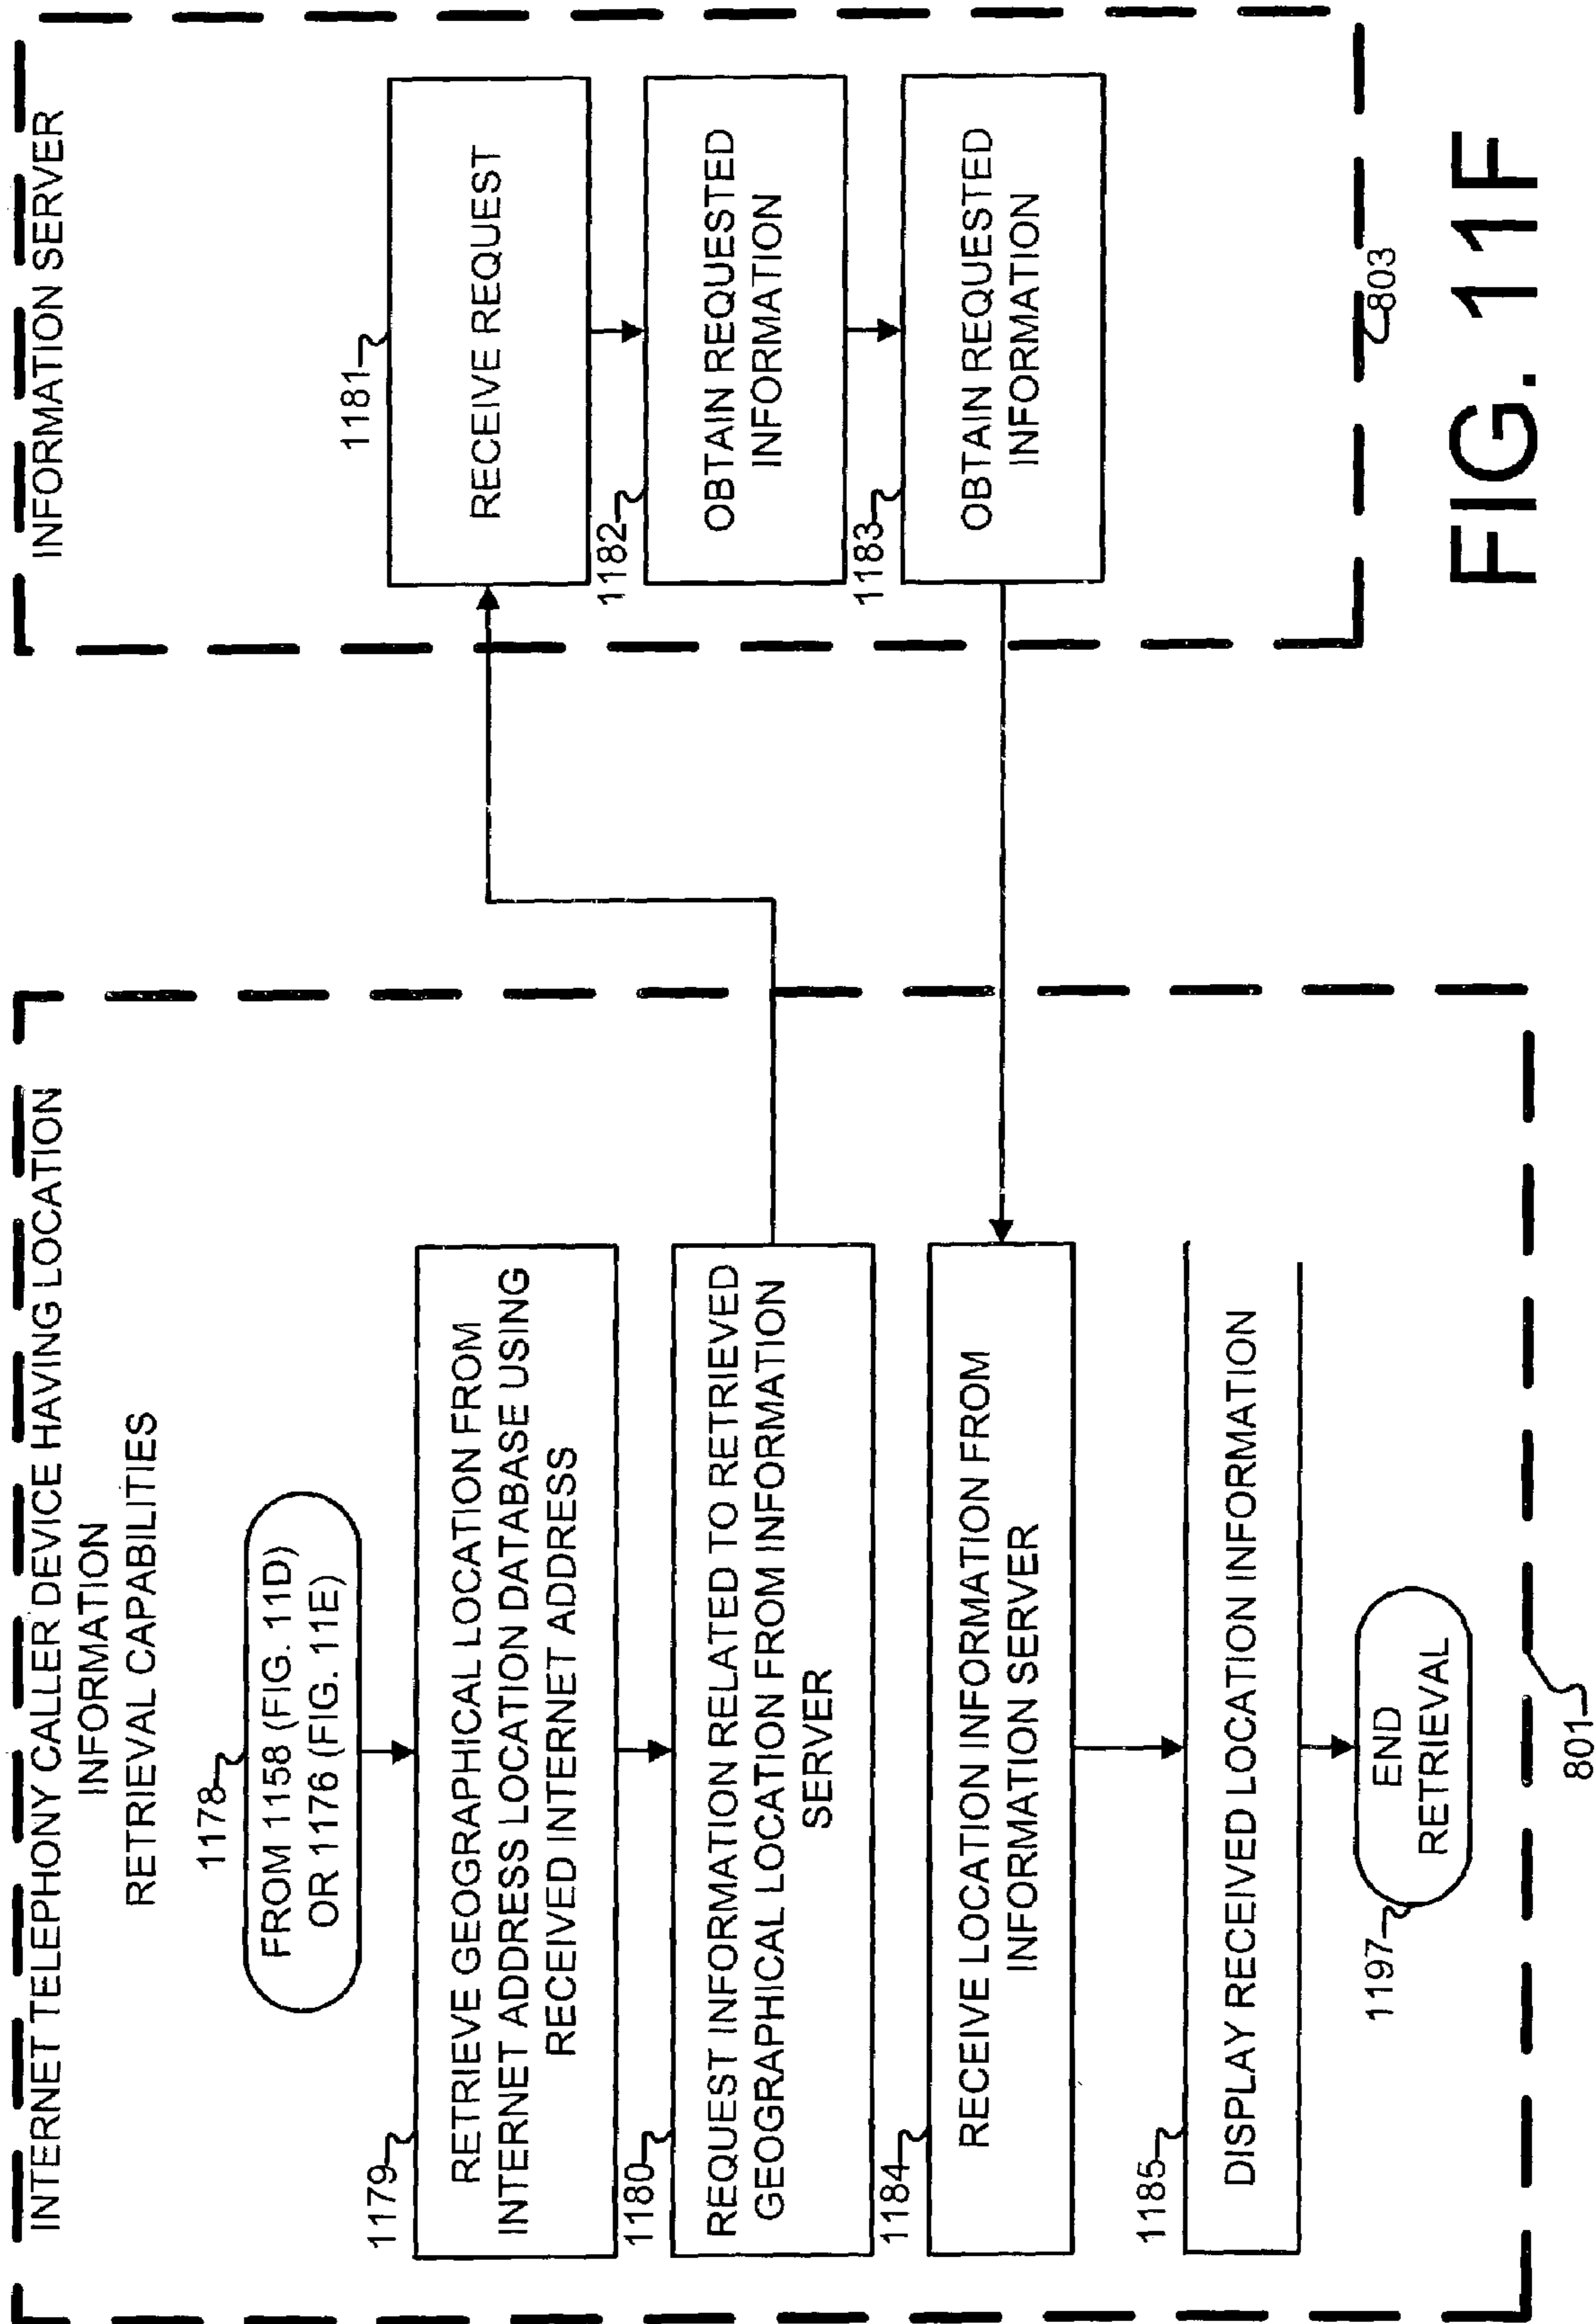 INTERNET TELEPHONY CALLER DEVICE HAVING LOCATION
INFORMATION
RETRIEVAL CAPABILITIES
1178
FROM 1158 (FIG. 11D)
OR 1176 (FIG. 11E)
1179
RETRIEVE GEOGRAPHICAL LOCATION FROM
INTERNET ADDRESS LOCATION DATABASE USING
RECEIVED INTERNET ADDRESS
1180
REQUEST INFORMATION RELATED TO RETRIEVED
GEOGRAPHICAL LOCATION FROM INFORMATION
SERVER
1184
RECEIVE LOCATION INFORMATION FROM
INFORMATION SERVER
1185
DISPLAY RECEIVED LOCATION INFORMATION
1197
END
RETRIEVAL
801
INFORMATION SERVER
1181
RECEIVE REQUEST
1182
OBTAIN REQUESTED
INFORMATION
1183
OBTAIN REQUESTED
INFORMATION
803
FIG. 11F